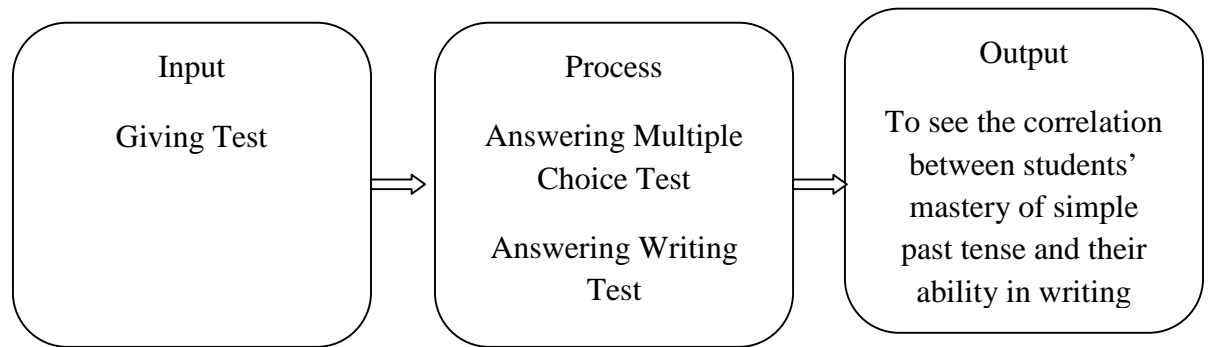 Input
Giving Test
Process
Answering Multiple
Choice Test
Answering Writing
Test
Output
To see the correlation
between students’
mastery of simple
past tense and their
ability in writing